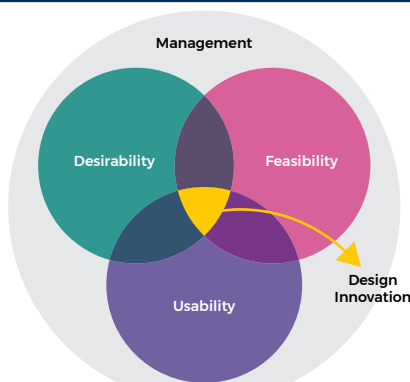 Management
Desirability
Feasibility
Usability
Design
Innovation